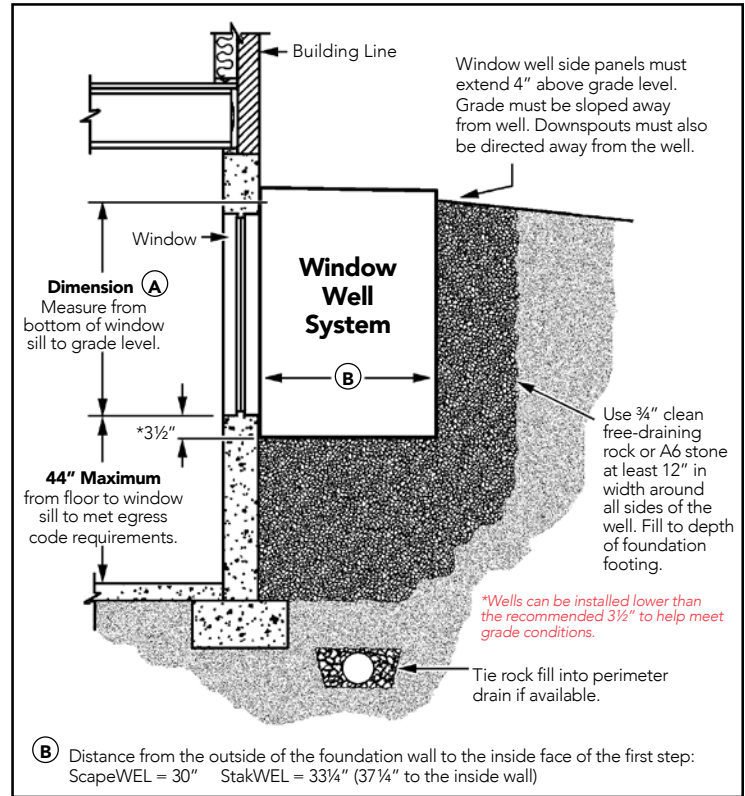 Building Line
Window well side panels must
extend 4" above grade level.
Grade must be sloped away
from well. Downspouts must also
be directed away from the well.
Window
Dimension A
Measure from
bottom of window
sill to grade level.
Window
Well
System
B
*3½"
44" Maximum
from floor to window
sill to met egress
code requirements.
Use ¾" clean
free-draining
rock or A6 stone
at least 12" in
width around
all sides of the
well. Fill to depth
of foundation
footing.
*Wells can be installed lower than
the recommended 3½" to help meet
grade conditions.
Tie rock fill into perimeter
drain if available.
B Distance from the outside of the foundation wall to the inside face of the first step:
ScapeWEL = 30" StakWEL = 33¼" (37¼" to the inside wall)